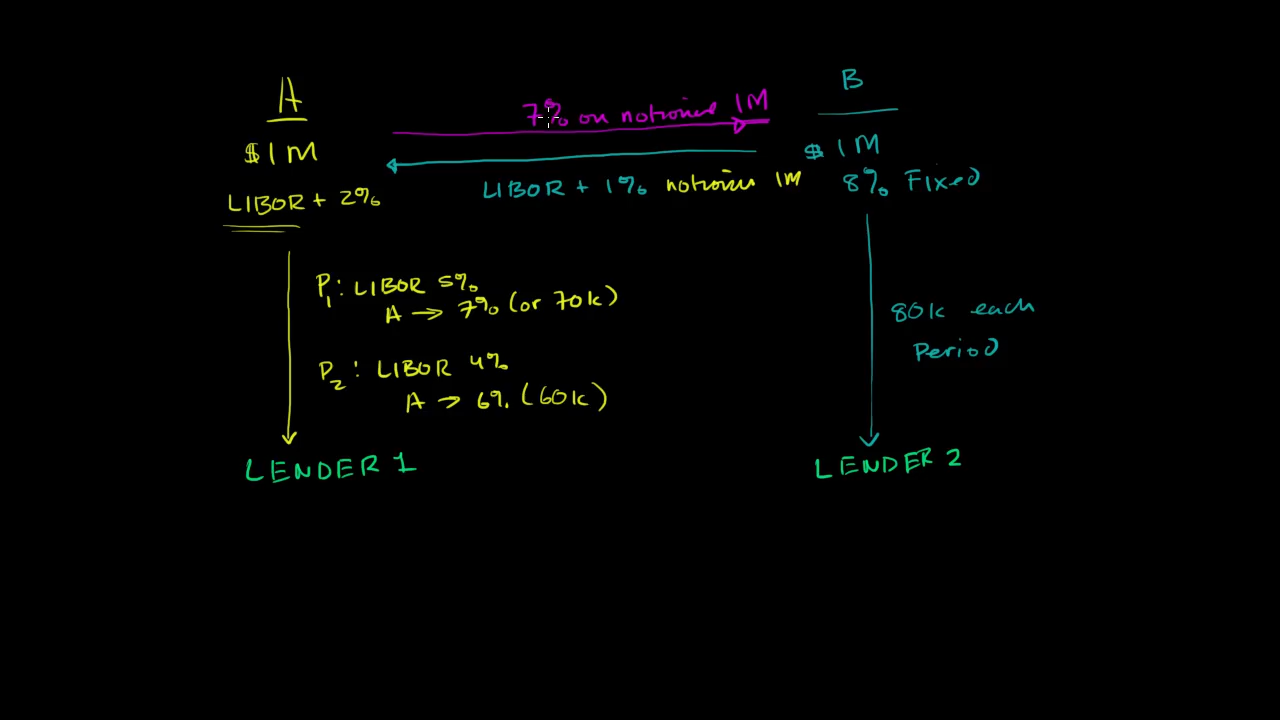 A
$1M
LIBOR + 2%
7% on notional 1M
LIBOR + 1% notional 1M
B
$ 1M
8% Fixed
P1: LIBOR 5%
A → 7% (or 70k)
P2: LIBOR 4%
A → 6% (60k)
80k each
Period
LENDER 1
LENDER 2